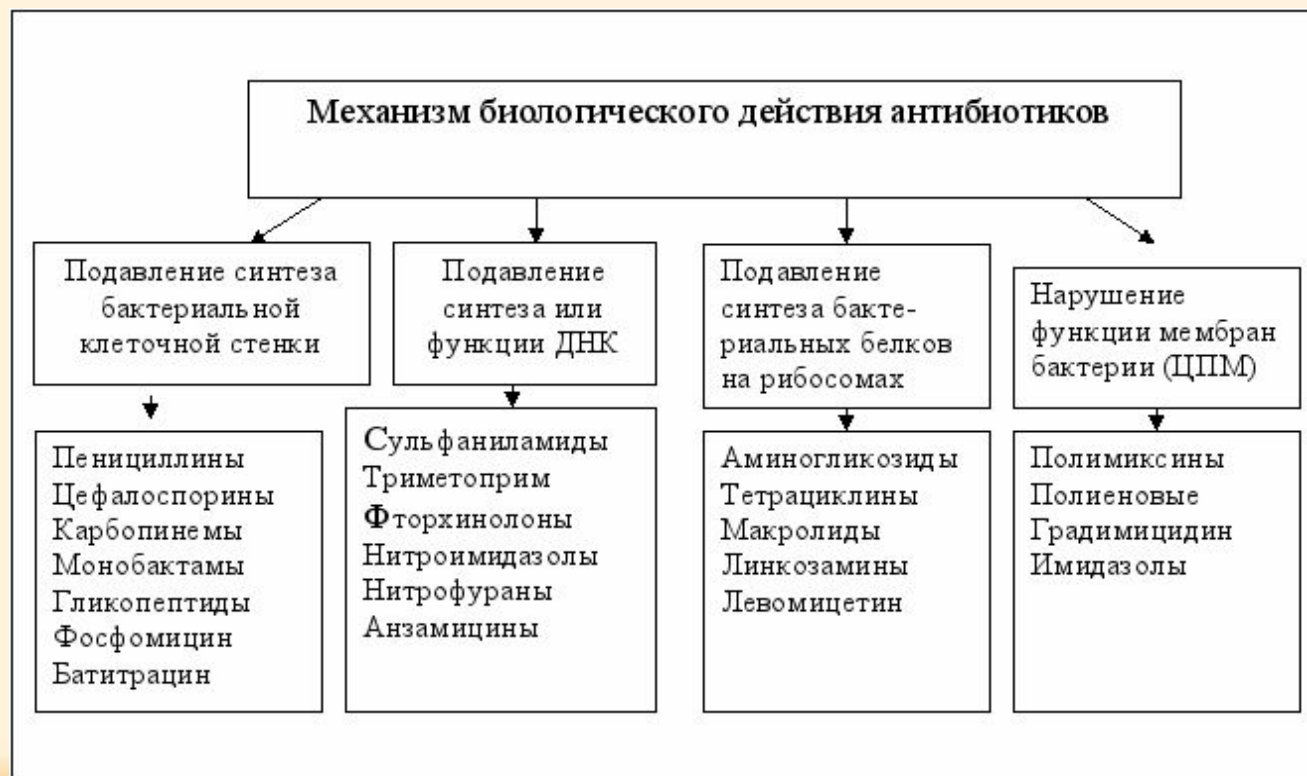 Механизм биологического действия антибиотиков
Подавление синтеза
бактериальной
клеточной стенки
Подавление
синтеза или
функции ДНК
Подавление
синтеза бакте-
риальных белков
на рибосомах
Нарушение
функции мембран
бактерии (ЦПМ)
Пенициллины
Цефалоспорины
Карбопинемы
Монобактамы
Гликопептиды
Фосфомицин
Батитрацин
Сульфаниламиды
Триметоприм
Фторхинолоны
Нитроимидазолы
Нитрофураны
Анзамицины
Аминогликозиды
Тетрациклины
Макролиды
Линкозамины
Левомицетин
Полимиксины
Полиеновые
Градимицидин
Имидазолы